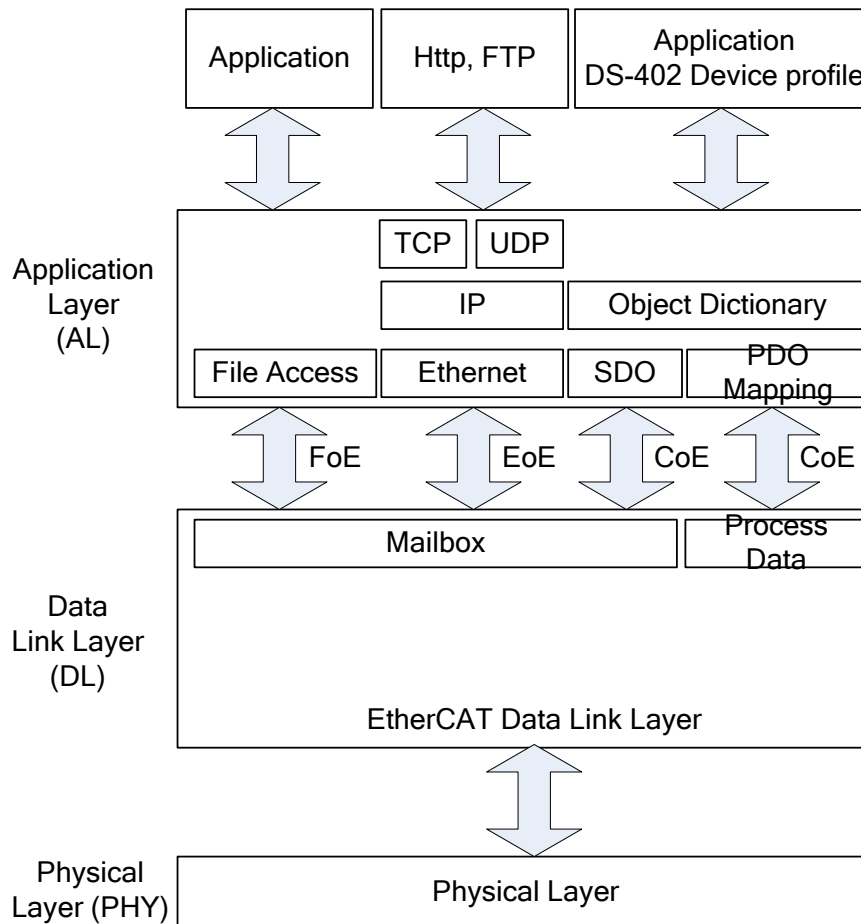 Application
Http, FTP
Application
DS-402 Device profile
Application
Layer
(AL)
TCP
UDP
IP
Object Dictionary
File Access
Ethernet
SDO
PDO
Mapping
FoE
EoE
CoE
CoE
Data
Link Layer
(DL)
Mailbox
Process
Data
EtherCAT Data Link Layer
Physical
Layer (PHY)
Physical Layer